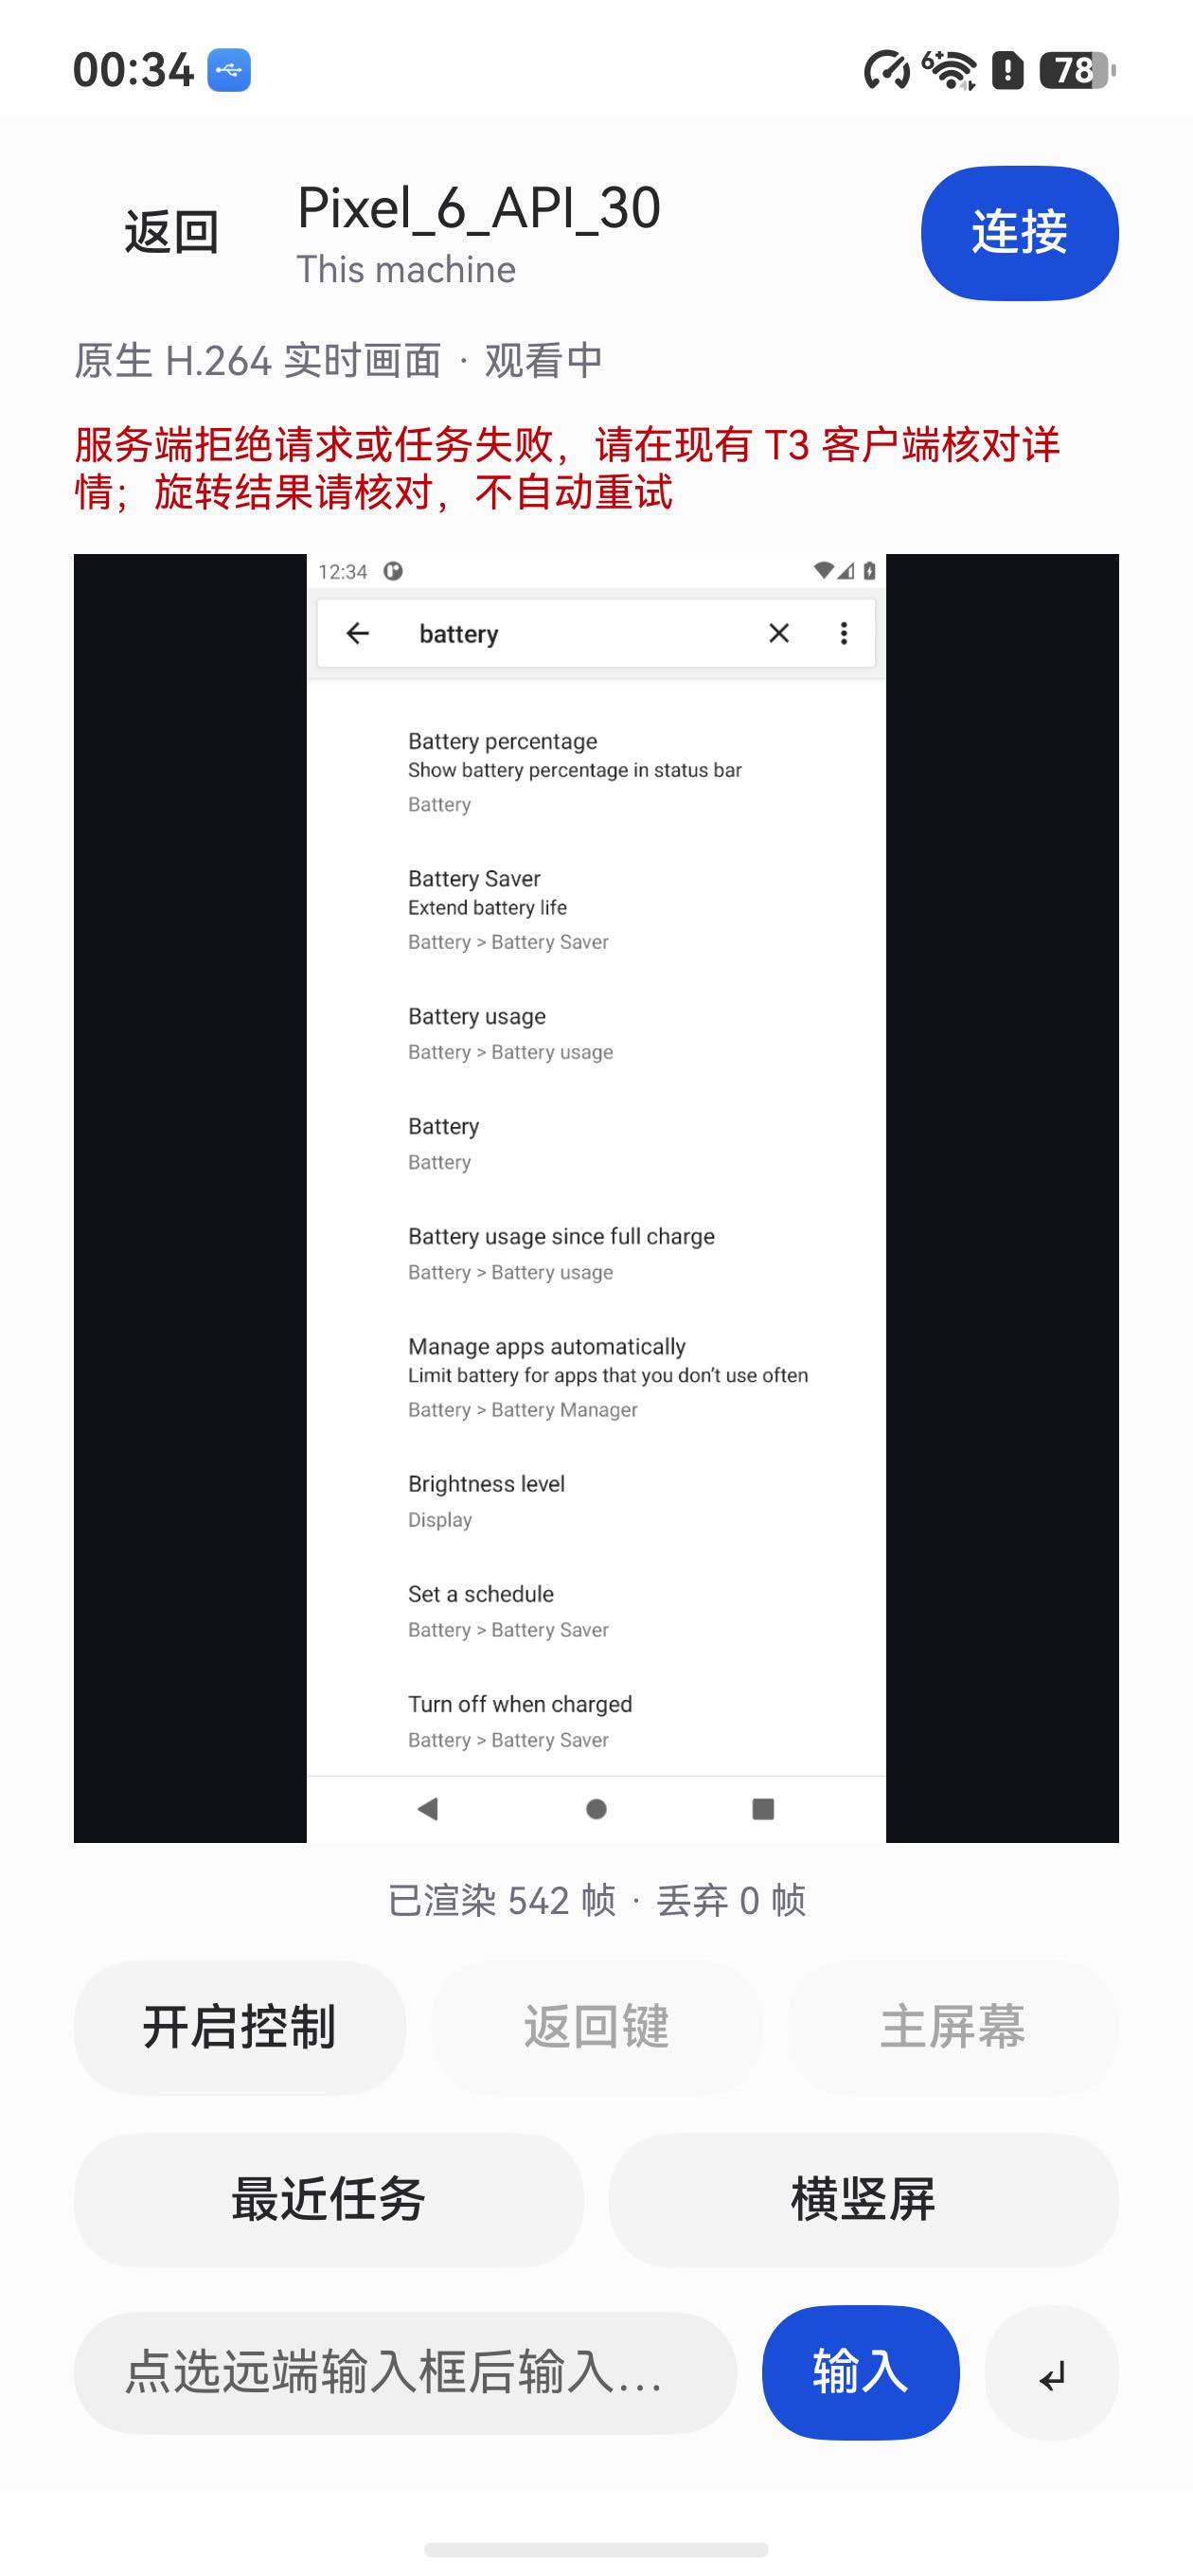 00:34
6+
78
返回
Pixel_6_API_30
This machine
连接
原生 H.264 实时画面 · 观看中
服务端拒绝请求或任务失败，请在现有 T3 客户端核对详
情；旋转结果请核对，不自动重试
12:34
battery
Battery percentage
Show battery percentage in status bar
Battery
Battery Saver
Extend battery life
Battery > Battery Saver
Battery usage
Battery > Battery usage
Battery
Battery
Battery usage since full charge
Battery > Battery usage
Manage apps automatically
Limit battery for apps that you don’t use often
Battery > Battery Manager
Brightness level
Display
Set a schedule
Battery > Battery Saver
Turn off when charged
Battery > Battery Saver
已渲染 542 帧 · 丢弃 0 帧
开启控制
返回键
主屏幕
最近任务
横竖屏
点选远端输入框后输入…
输入
↲